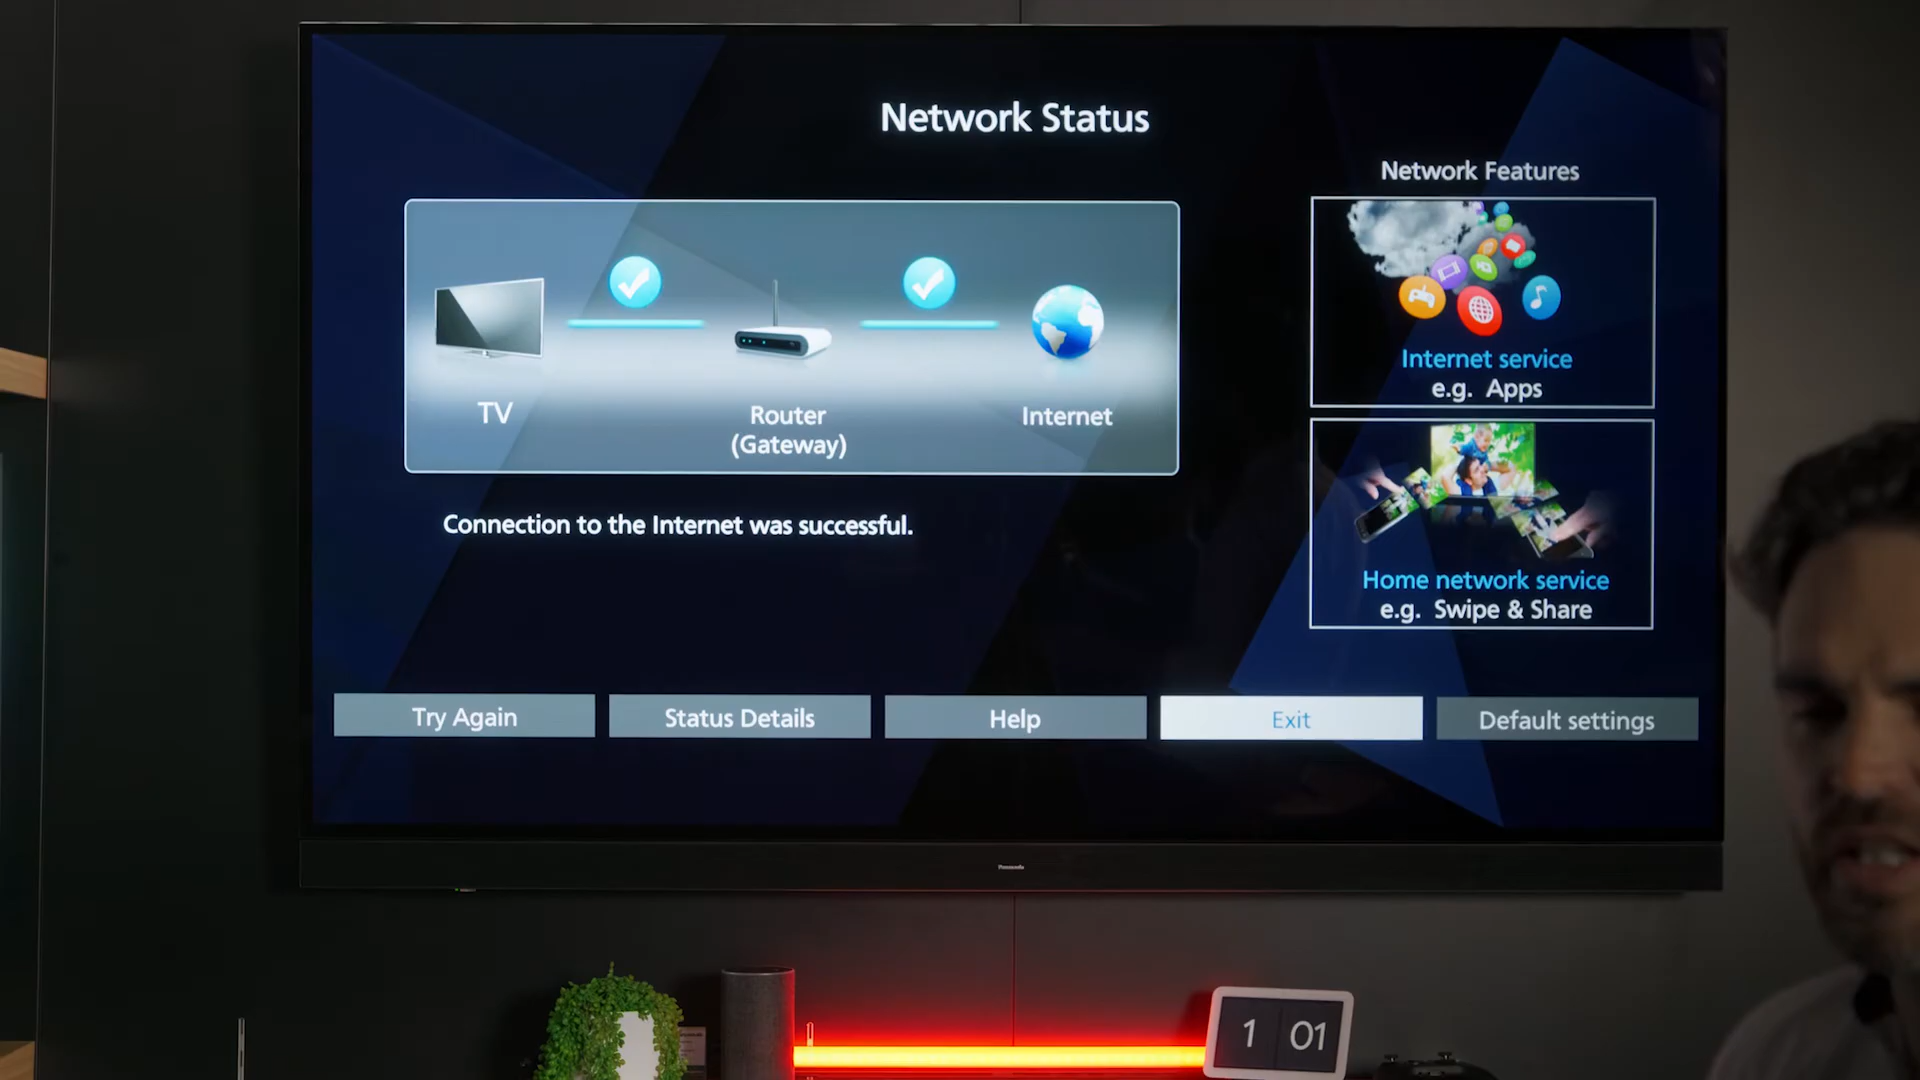 Network Status
Network Features
TV
Router
(Gateway)
Internet
Internet service
e.g. Apps
Connection to the Internet was successful.
Home network service
e.g. Swipe & Share
Try Again
Status Details
Help
Exit
Default settings
Panasonic
1 01